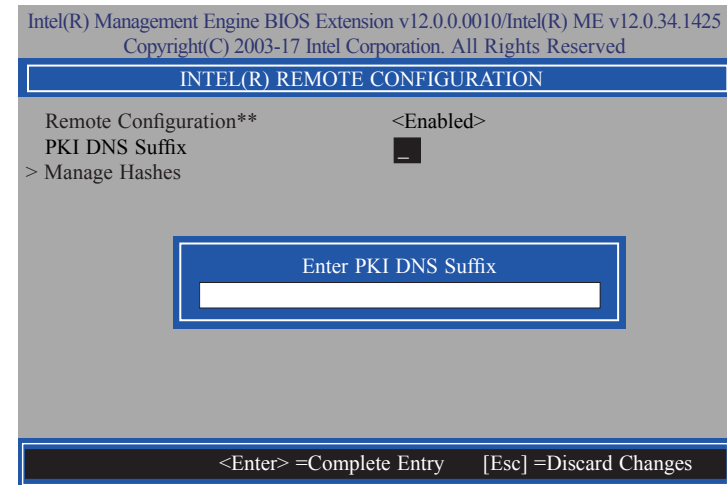 Intel(R) Management Engine BIOS Extension v12.0.0.0010/Intel(R) ME v12.0.34.1425
Copyright(C) 2003-17 Intel Corporation. All Rights Reserved
INTEL(R) REMOTE CONFIGURATION
Remote Configuration** <Enabled>
PKI DNS Suffix _
> Manage Hashes
Enter PKI DNS Suffix
<Enter> =Complete Entry [Esc] =Discard Changes